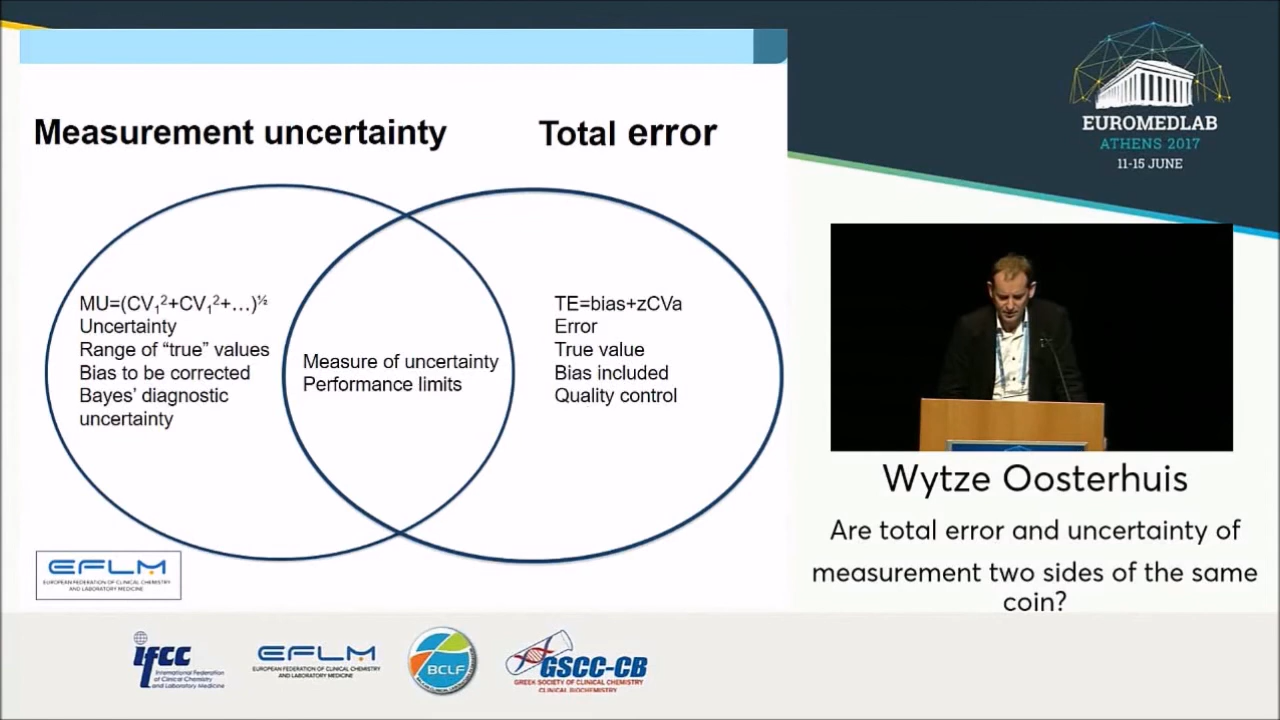 Measurement uncertainty
Total error
MU=(CV₁²+CV₁²+…)^½
Uncertainty
Range of “true” values
Bias to be corrected
Bayes’ diagnostic
uncertainty
Measure of uncertainty
Performance limits
TE=bias+zCVa
Error
True value
Bias included
Quality control
EFLM
EUROPEAN FEDERATION OF CLINICAL CHEMISTRY
AND LABORATORY MEDICINE
EUROMEDLAB
ATHENS 2017
11-15 JUNE
Wytze Oosterhuis
Are total error and uncertainty of
measurement two sides of the same
coin?
ifcc
International Federation
of Clinical Chemistry
and Laboratory Medicine
EFLM
EUROPEAN FEDERATION OF CLINICAL CHEMISTRY
AND LABORATORY MEDICINE
BCLF
GSCC-CB
GREEK SOCIETY OF CLINICAL CHEMISTRY
CLINICAL BIOCHEMISTRY